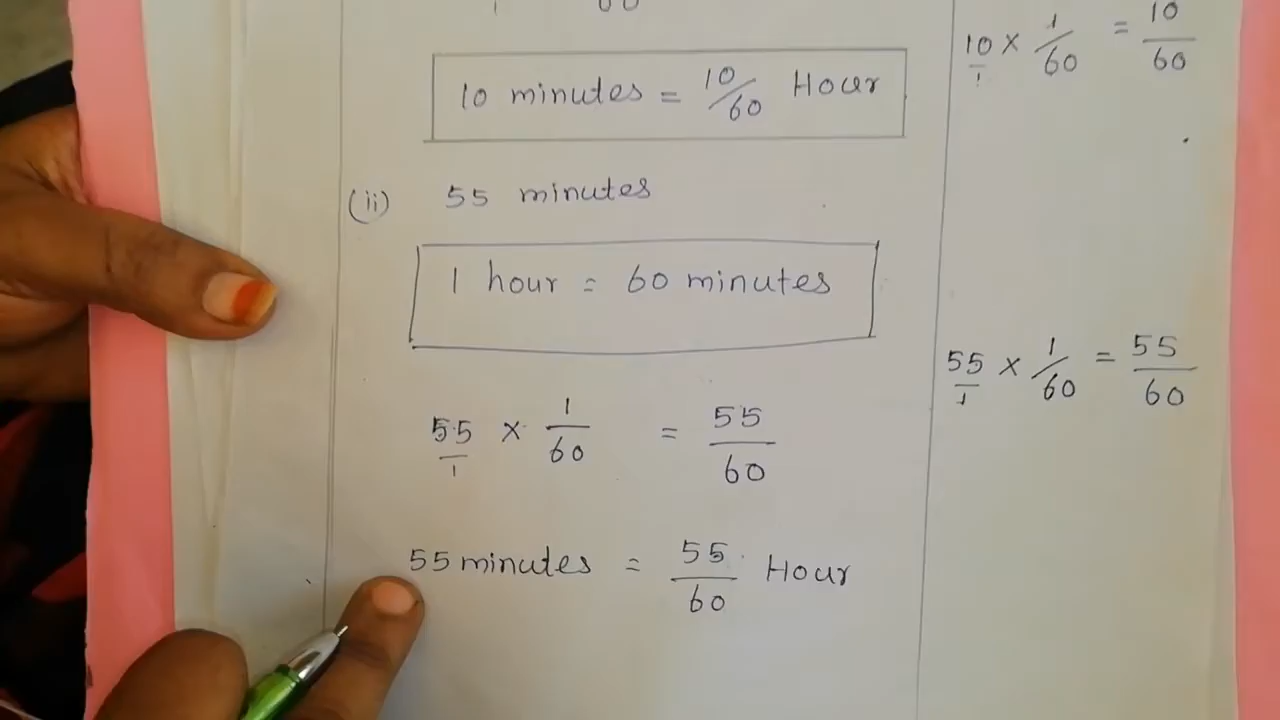 10 minutes = 10/60 Hour
(ii) 55 minutes
1 hour = 60 minutes
55/1 × 1/60 = 55/60
55 minutes = 55/60 Hour
10/1 × 1/60 = 10/60
55/1 × 1/60 = 55/60